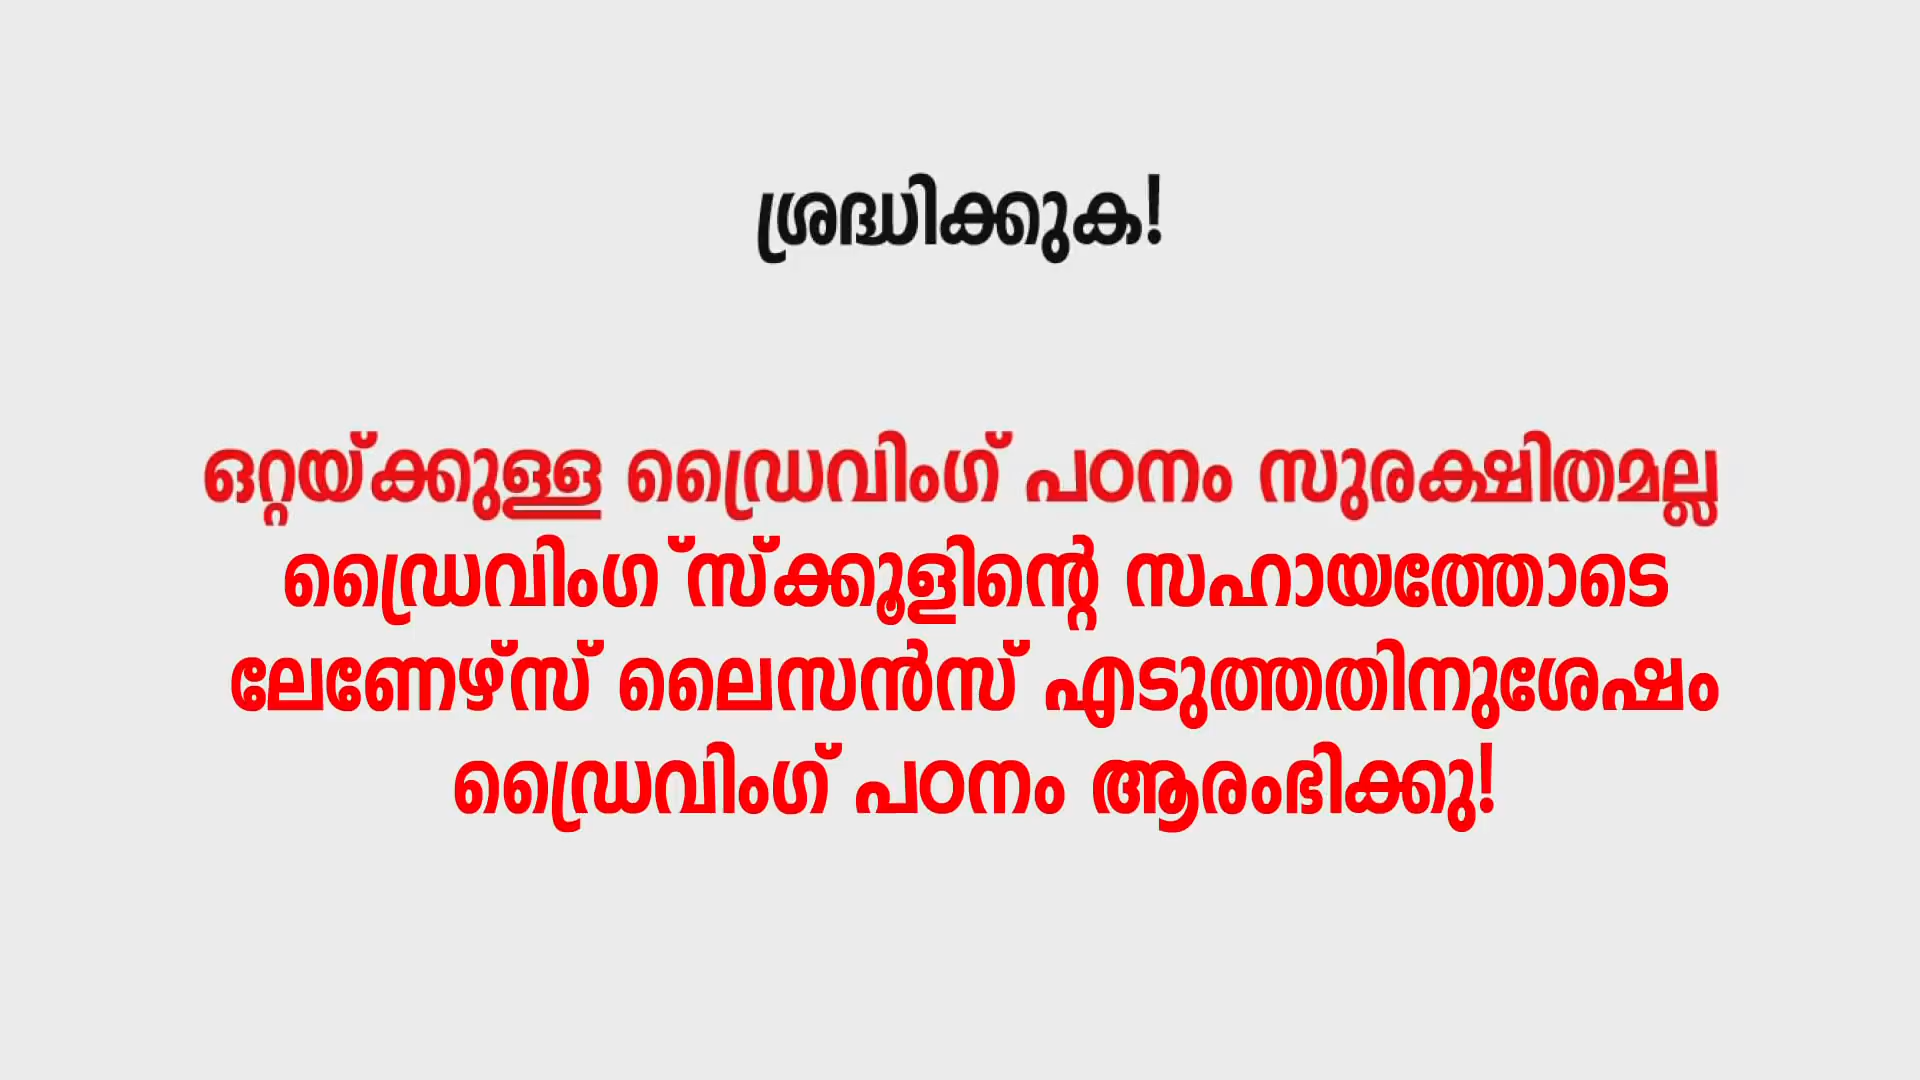 ശ്രദ്ധിക്കുക!
ഒറ്റയ്ക്കുള്ള ഡ്രൈവിംഗ് പഠനം സുരക്ഷിതമല്ല
ഡ്രൈവിംഗ് സ്ക്കൂളിന്റെ സഹായത്തോടെ
ലേണേഴ്സ് ലൈസൻസ് എടുത്തതിനുശേഷം
ഡ്രൈവിംഗ് പഠനം ആരംഭിക്കു!